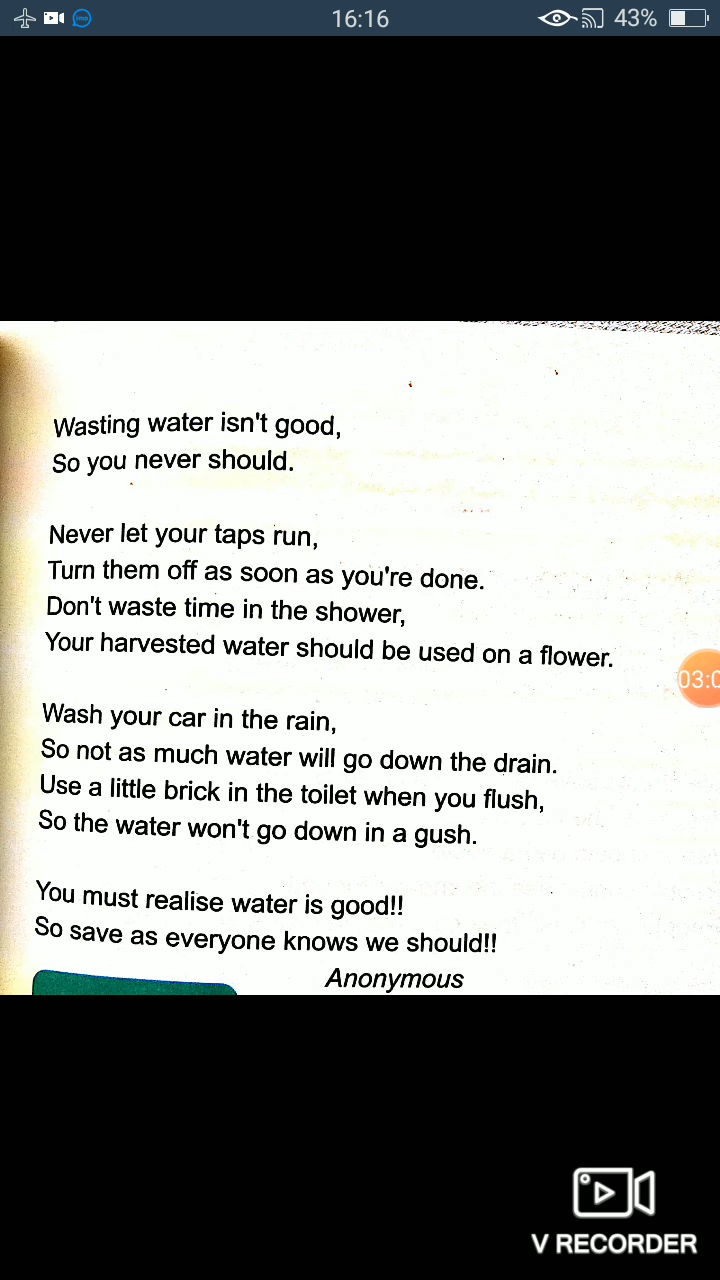 16:16
43%
Wasting water isn't good,
So you never should.
Never let your taps run,
Turn them off as soon as you're done.
Don't waste time in the shower,
Your harvested water should be used on a flower.
Wash your car in the rain,
So not as much water will go down the drain.
Use a little brick in the toilet when you flush,
So the water won't go down in a gush.
You must realise water is good!!
So save as everyone knows we should!!
Anonymous
V RECORDER